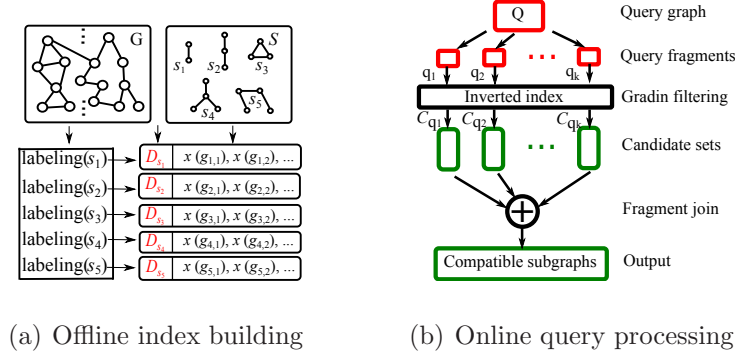 G
S
s1
s2
s3
s4
s5
labeling(s1)
Ds1 x (g1,1), x (g1,2), ...
labeling(s2)
Ds2 x (g2,1), x (g2,2), ...
labeling(s3)
Ds3 x (g3,1), x (g3,2), ...
labeling(s4)
Ds4 x (g4,1), x (g4,2), ...
labeling(s5)
Ds5 x (g5,1), x (g5,2), ...
(a) Offline index building
Q
Query graph
Query fragments
q1 q2 qk
Inverted index
Gradin filtering
Cq1 Cq2 Cqk
Candidate sets
Fragment join
Compatible subgraphs
Output
(b) Online query processing